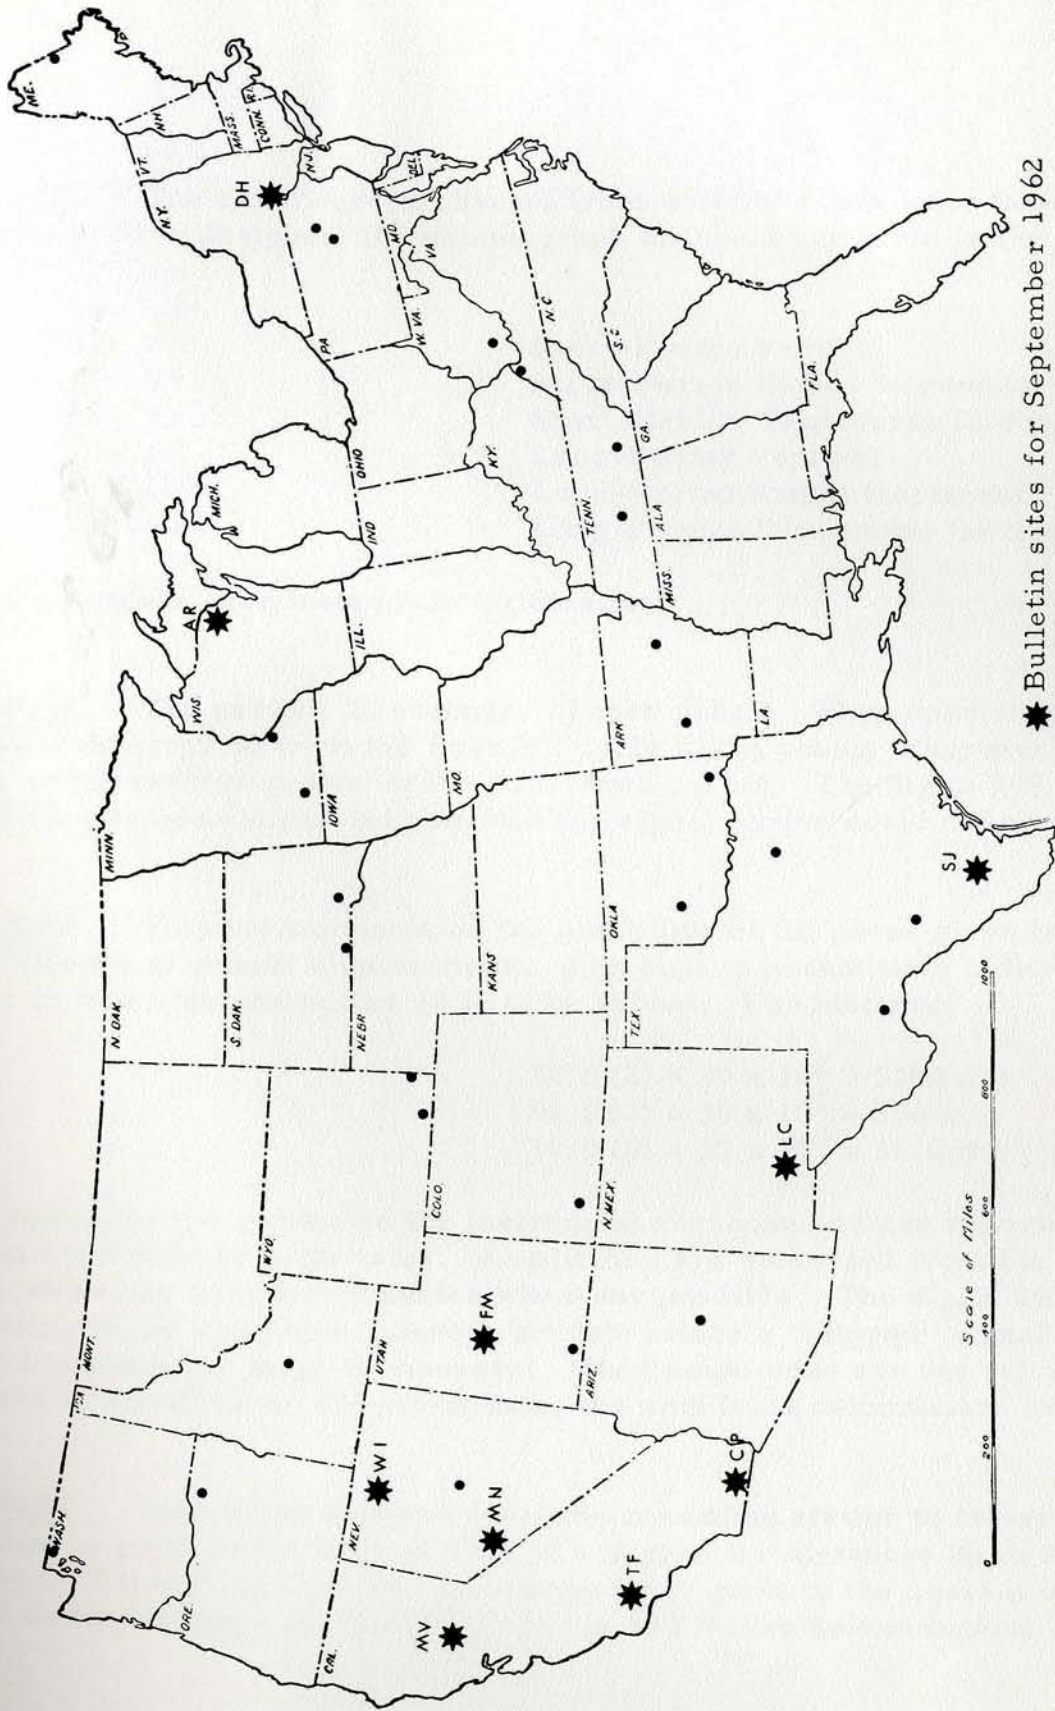 WASH.
ORE.
CAL.
NEV.
IDA
MONT.
WYO.
UTAH
COLO.
ARIZ.
N.MEX.
N. DAK.
S. DAK.
NEBR
KANS
OKLA
TEX.
MINN.
IOWA
MO.
ARK
LA.
WIS.
ILL.
MICH.
IND
OHIO
KY.
TENN.
MISS.
ALA
GA.
FLA.
S.C
N.C
VA
W. VA.
MD
DEL.
PA
N.J.
N.Y.
CONN.
R.I
MASS.
VT.
N.H
ME.
MV
TF
MN
WI
CP
FM
LC
SJ
AR
DH
Scale of Miles
0 200 400 600 800 1000
Bulletin sites for September 1962